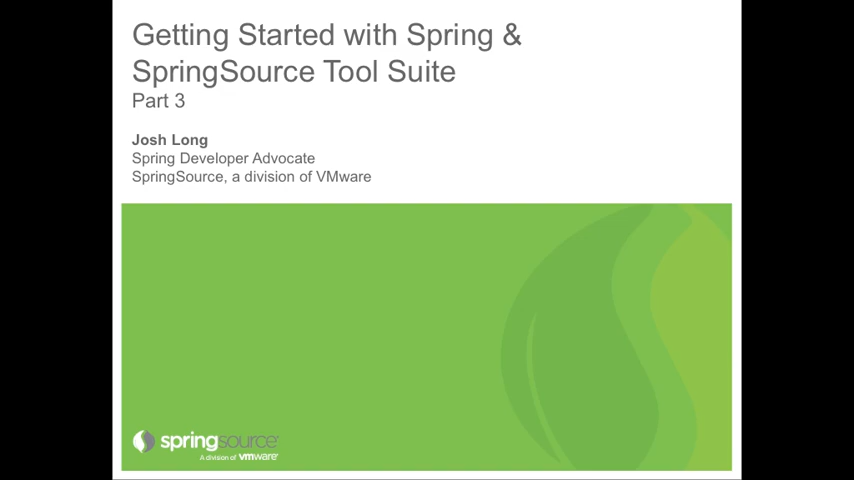 Getting Started with Spring &
SpringSource Tool Suite
Part 3
Josh Long
Spring Developer Advocate
SpringSource, a division of VMware
springsource
A division of vmware